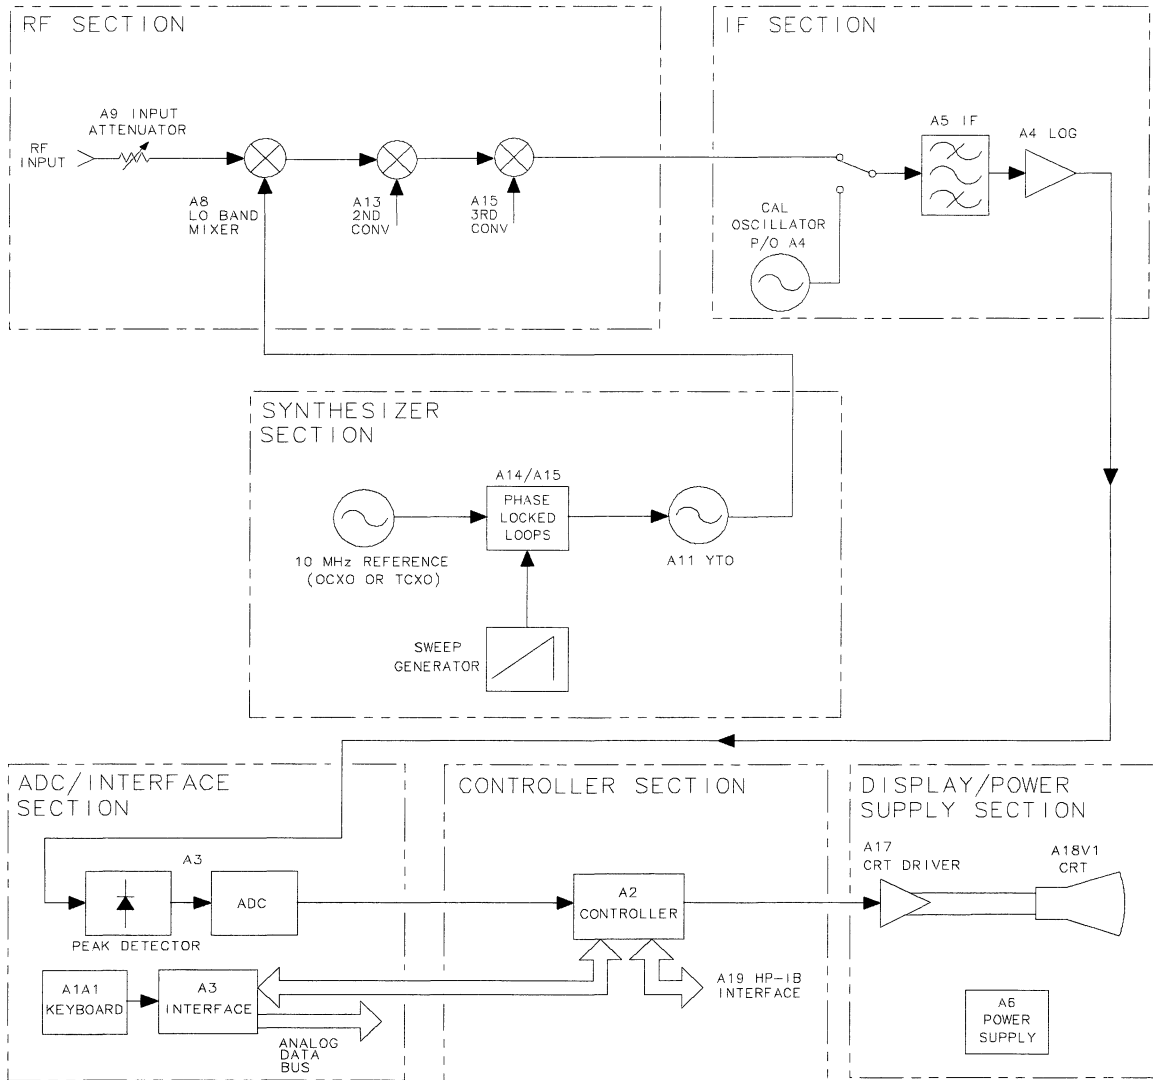 RF SECTION
A9 INPUT
ATTENUATOR
RF
INPUT
A8
LO BAND
MIXER
A13
2ND
CONV
A15
3RD
CONV
IF SECTION
A5 IF
A4 LOG
CAL
OSCILLATOR
P/O A4
SYNTHESIZER
SECTION
A14/A15
PHASE
LOCKED
LOOPS
10 MHz REFERENCE
(OCXO OR TCXO)
A11 YTO
SWEEP
GENERATOR
ADC/INTERFACE
SECTION
A3
ADC
PEAK DETECTOR
A1A1
KEYBOARD
A3
INTERFACE
ANALOG
DATA
BUS
CONTROLLER SECTION
A2
CONTROLLER
A19 HP-IB
INTERFACE
DISPLAY/POWER
SUPPLY SECTION
A17
CRT DRIVER
A18V1
CRT
A6
POWER
SUPPLY